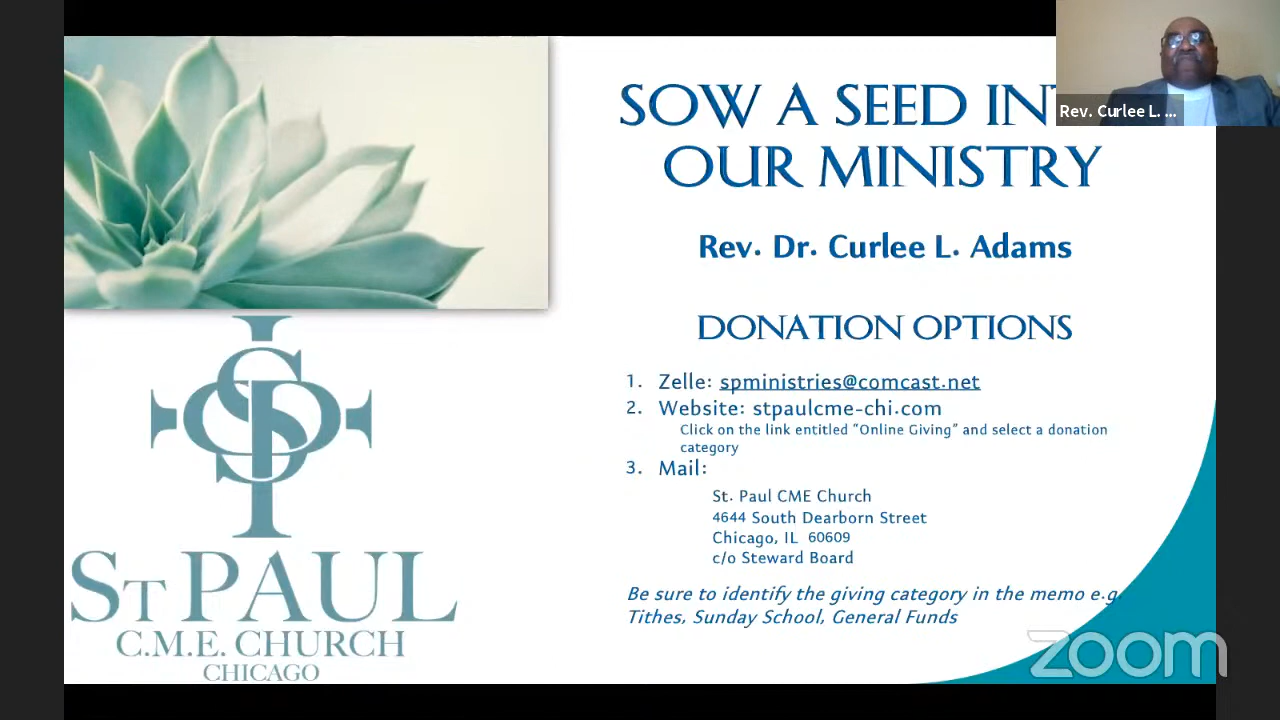 SOW A SEED INT
OUR MINISTRY
Rev. Curlee L. ...
Rev. Dr. Curlee L. Adams
DONATION OPTIONS
1. Zelle: spministries@comcast.net
2. Website: stpaulcme-chi.com
Click on the link entitled "Online Giving" and select a donation
category
3. Mail:
St. Paul CME Church
4644 South Dearborn Street
Chicago, IL 60609
c/o Steward Board
Be sure to identify the giving category in the memo e.g.
Tithes, Sunday School, General Funds
ST PAUL
C.M.E. CHURCH
CHICAGO
zoom